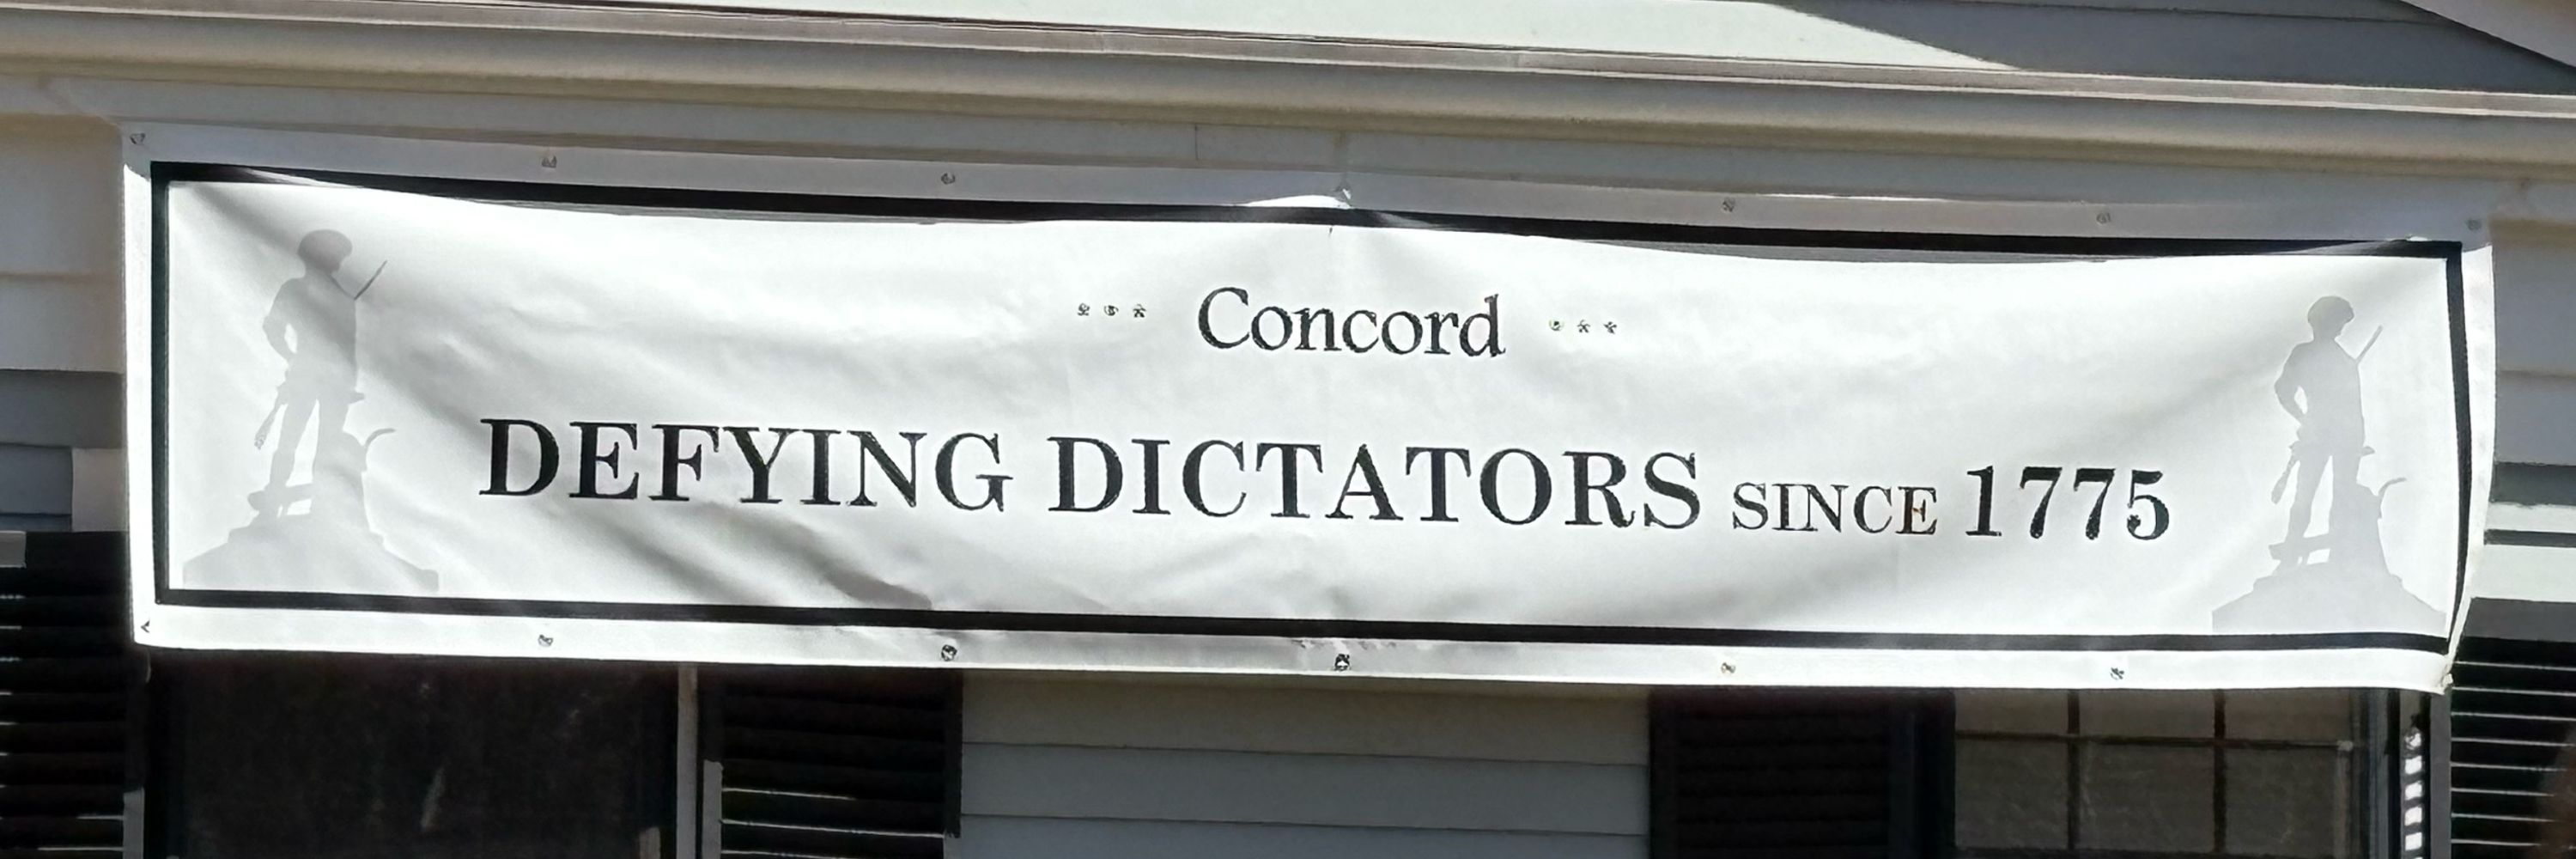 Concord
DEFYING DICTATORS SINCE 1775